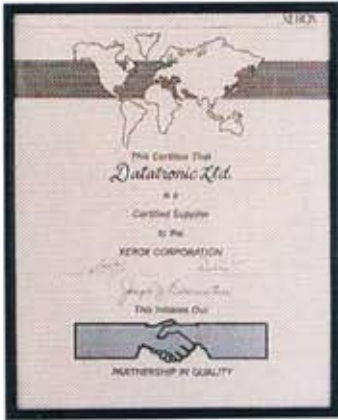 XEROX
This Certifies That
Datatronic Ltd.
is a
Certified Supplier
to the
XEROX CORPORATION
This Initiates Our
PARTNERSHIP IN QUALITY